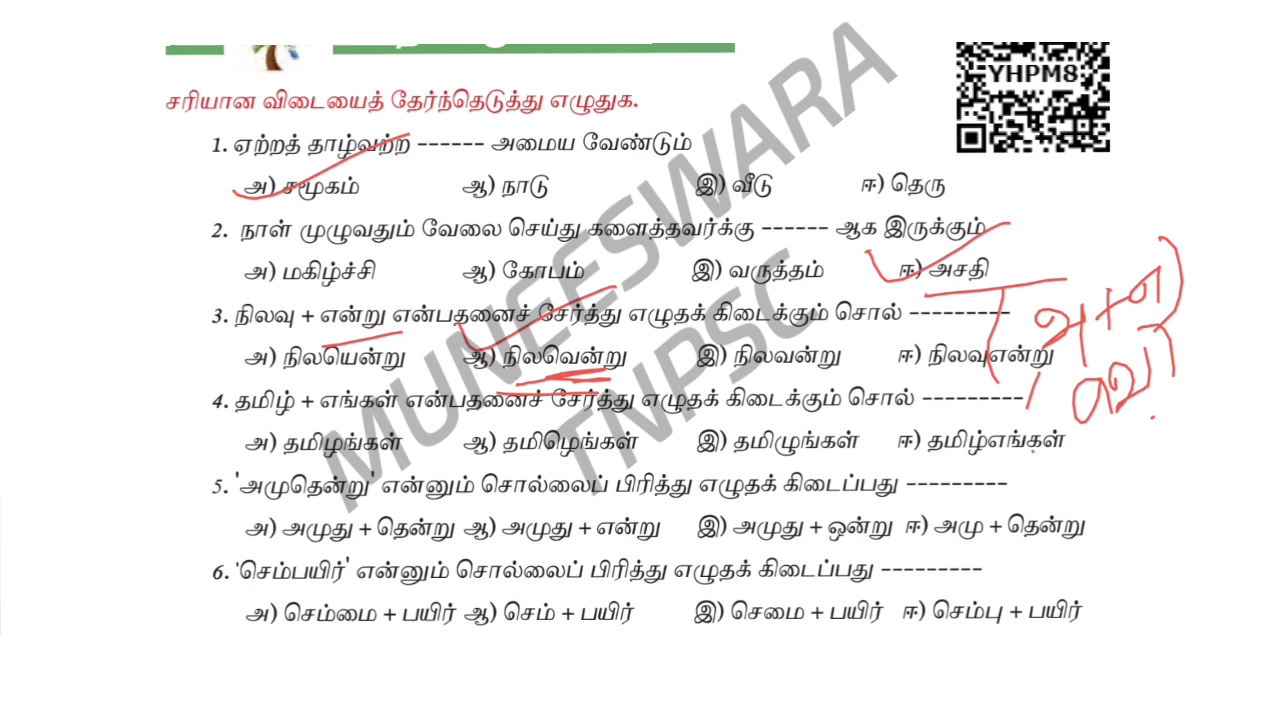 YHPM8
சரியான விடையைத் தேர்ந்தெடுத்து எழுதுக.
1. ஏற்றத் தாழ்வற்ற ------ அமைய வேண்டும்
அ) சமூகம் ஆ) நாடு இ) வீடு ஈ) தெரு
2. நாள் முழுவதும் வேலை செய்து களைத்தவர்க்கு ------ ஆக இருக்கும்
அ) மகிழ்ச்சி ஆ) கோபம் இ) வருத்தம் ஈ) அசதி
3. நிலவு + என்று என்பதனைச் சேர்த்து எழுதக் கிடைக்கும் சொல் ---------
அ) நிலயென்று ஆ) நிலவென்று இ) நிலவன்று ஈ) நிலவுஎன்று
4. தமிழ் + எங்கள் என்பதனைச் சேர்த்து எழுதக் கிடைக்கும் சொல் ---------
அ) தமிழங்கள் ஆ) தமிழெங்கள் இ) தமிழுங்கள் ஈ) தமிழ்எங்கள்
5. 'அமுதென்று' என்னும் சொல்லைப் பிரித்து எழுதக் கிடைப்பது ---------
அ) அமுது + தென்று ஆ) அமுது + என்று இ) அமுது + ஒன்று ஈ) அமு + தென்று
6. 'செம்பயிர்' என்னும் சொல்லைப் பிரித்து எழுதக் கிடைப்பது ---------
அ) செம்மை + பயிர் ஆ) செம் + பயிர் இ) செமை + பயிர் ஈ) செம்பு + பயிர்
MUNEESWARA
TNPSC